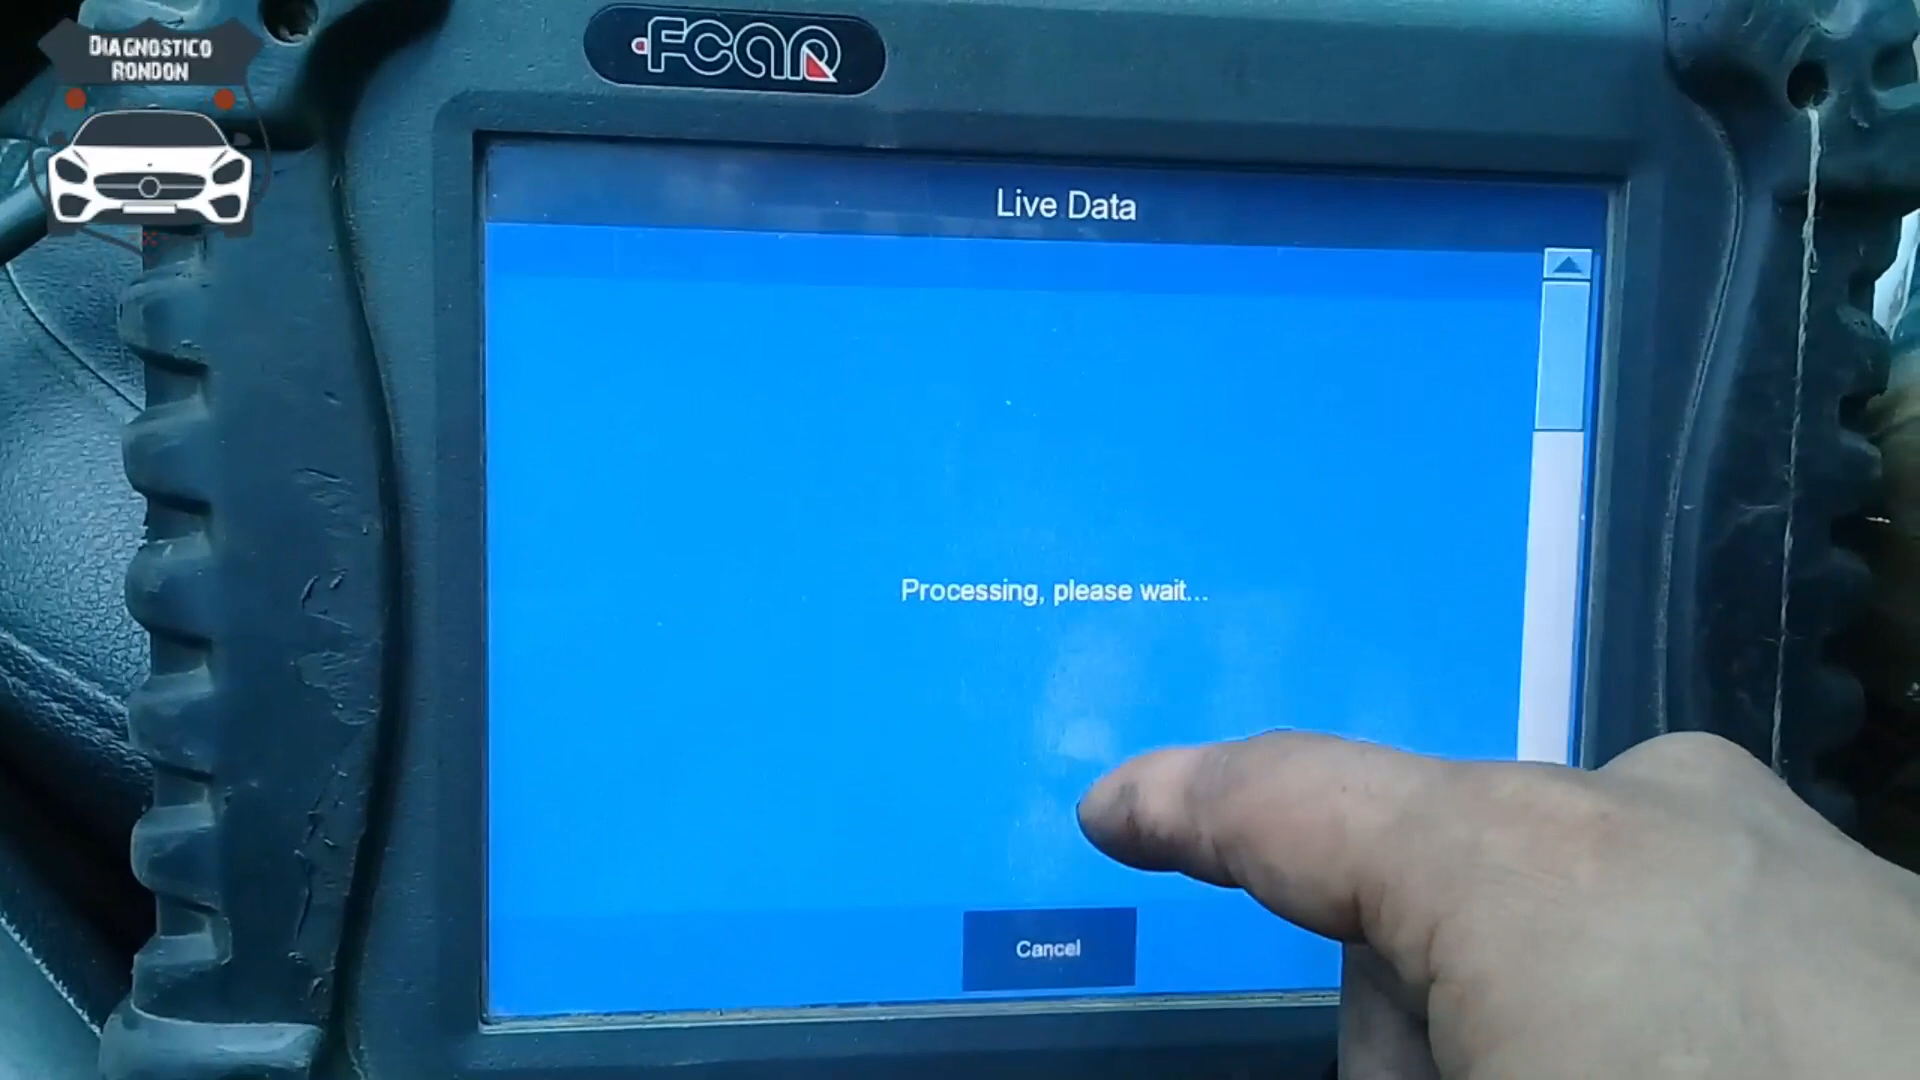 DIAGNOSTICO
RONDON
FCAR
Live Data
Processing, please wait...
Cancel